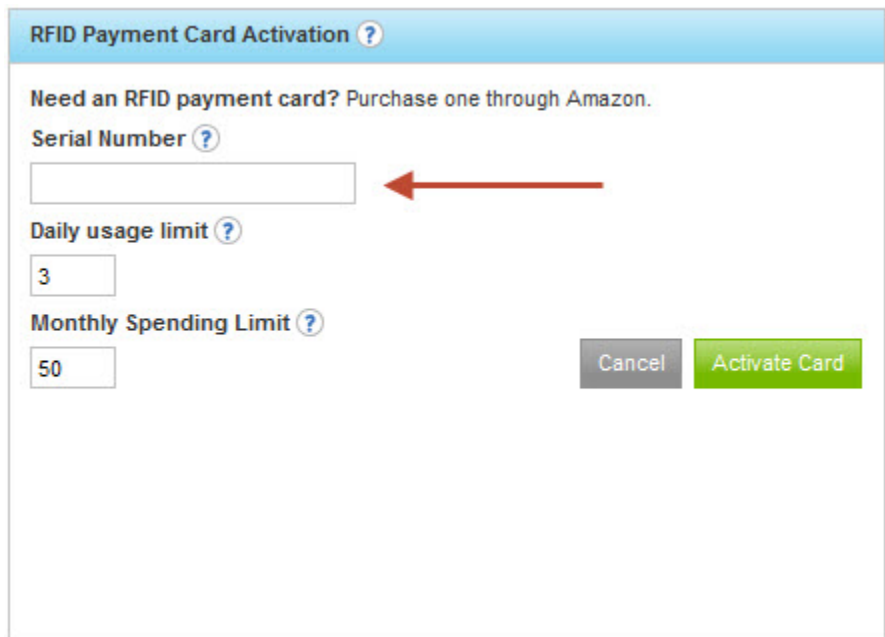 RFID Payment Card Activation ?
Need an RFID payment card? Purchase one through Amazon.
Serial Number ?
Daily usage limit ?
3
Monthly Spending Limit ?
50
Cancel Activate Card